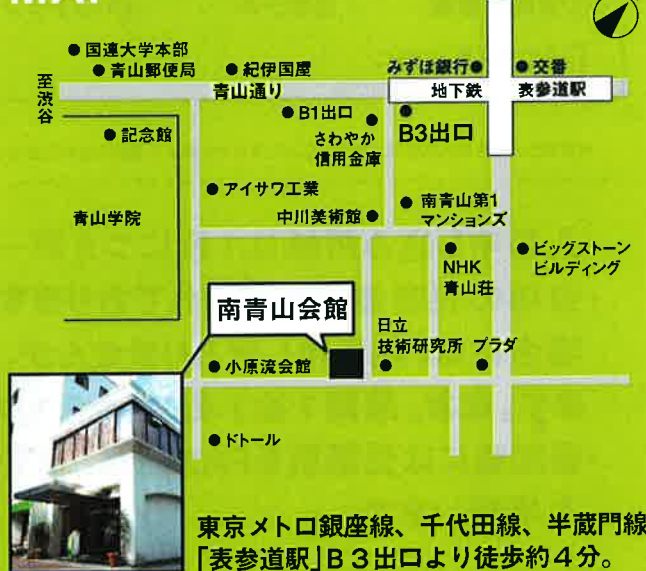 国連大学本部
青山郵便局
紀伊国屋
みずほ銀行
交番
至渋谷
青山通り
地下鉄
表参道駅
B1出口
B3出口
さわやか
信用金庫
記念館
アイサワ工業
南青山第1
マンションズ
中川美術館
青山学院
NHK
青山荘
ビッグストーン
ビルディング
南青山会館
日立
技術研究所
プラダ
小原流会館
ドトール
東京メトロ銀座線、千代田線、半蔵門線
「表参道駅」B3出口より徒歩約4分。